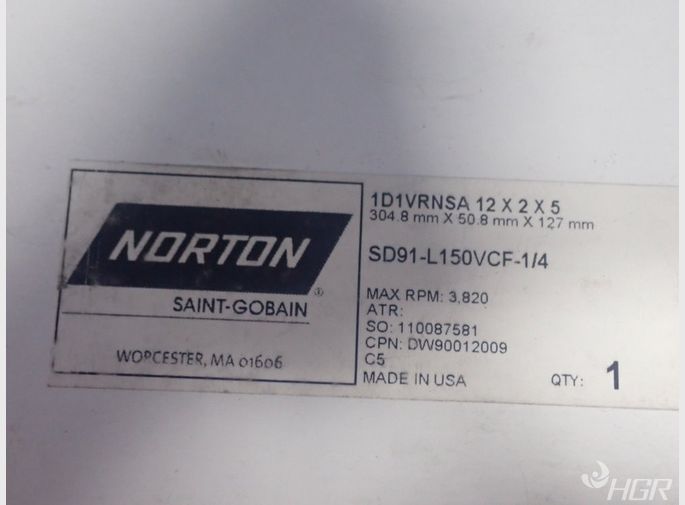 NORTON
®
SAINT-GOBAIN
WORCESTER, MA 01606
1D1VRNSA 12 X 2 X 5
304.8 mm X 50.8 mm X 127 mm
SD91-L150VCF-1/4
MAX RPM: 3,820
ATR:
SO: 110087581
CPN: DW90012009
C5
MADE IN USA QTY: 1
HGR